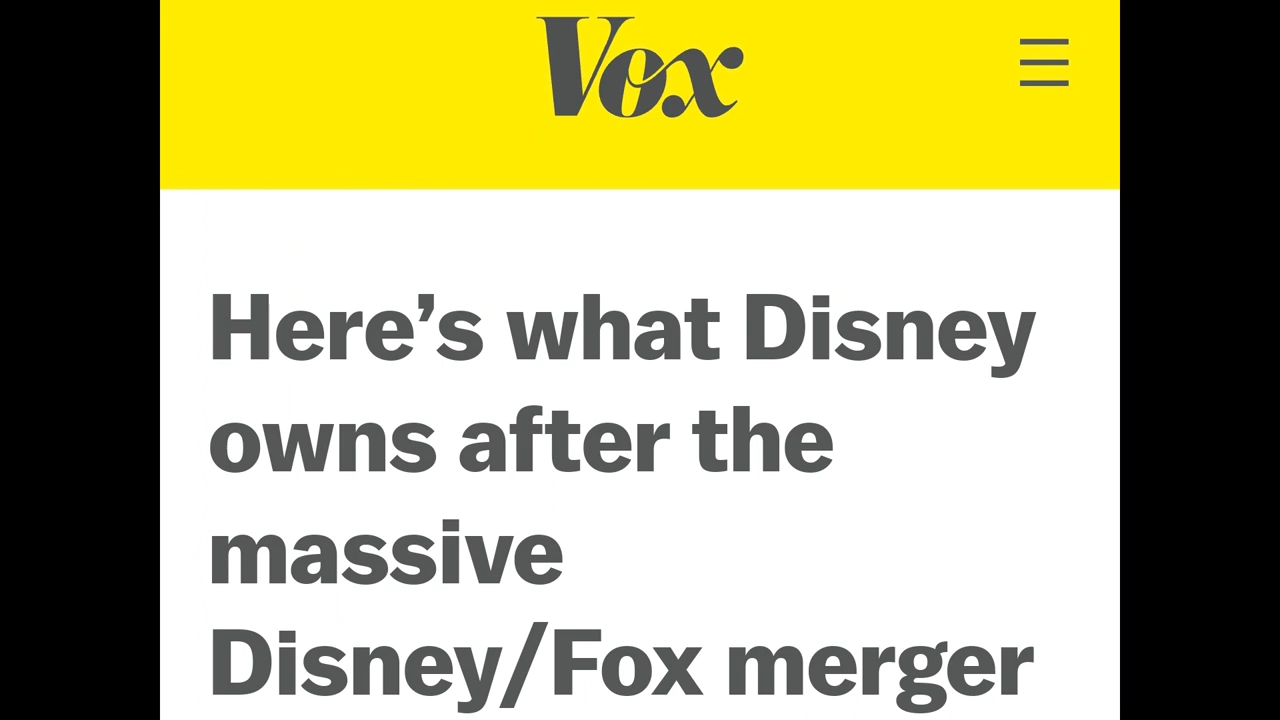 Vox
Here’s what Disney
owns after the
massive
Disney/Fox merger